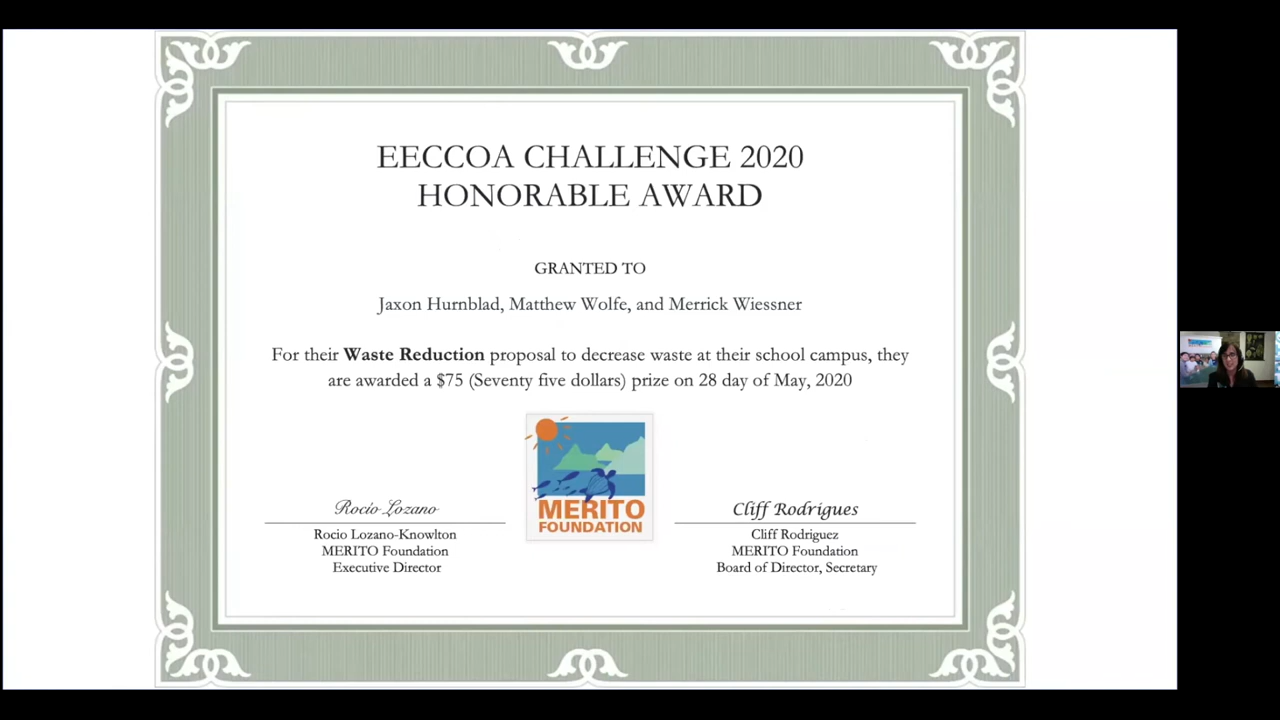 EECCOA CHALLENGE 2020
HONORABLE AWARD
GRANTED TO
Jaxon Hurnblad, Matthew Wolfe, and Merrick Wiessner
For their Waste Reduction proposal to decrease waste at their school campus, they
are awarded a $75 (Seventy five dollars) prize on 28 day of May, 2020
MERITO
FOUNDATION
Rocio Lozano
Rocio Lozano-Knowlton
MERITO Foundation
Executive Director
Cliff Rodrigues
Cliff Rodriguez
MERITO Foundation
Board of Director, Secretary